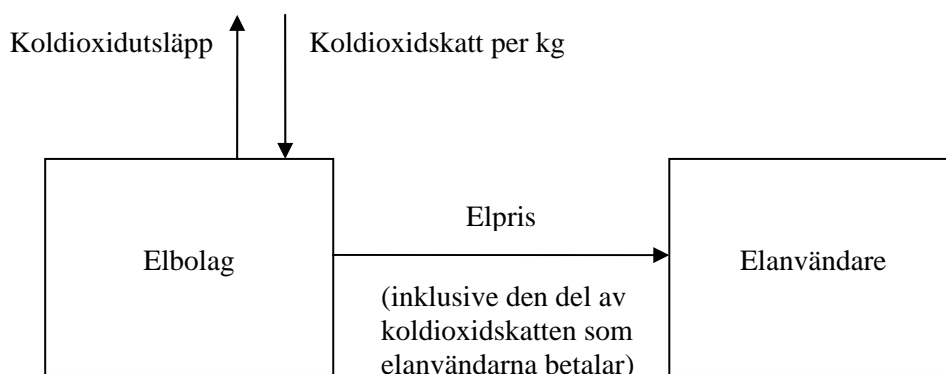 Koldioxidutsläpp
Koldioxidskatt per kg
Elbolag
Elpris
(inklusive den del av
koldioxidskatten som
elanvändarna betalar)
Elanvändare